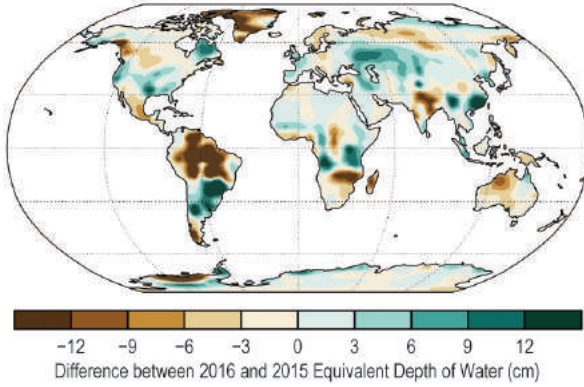 −12 −9 −6 −3 0 3 6 9 12
Difference between 2016 and 2015 Equivalent Depth of Water (cm)